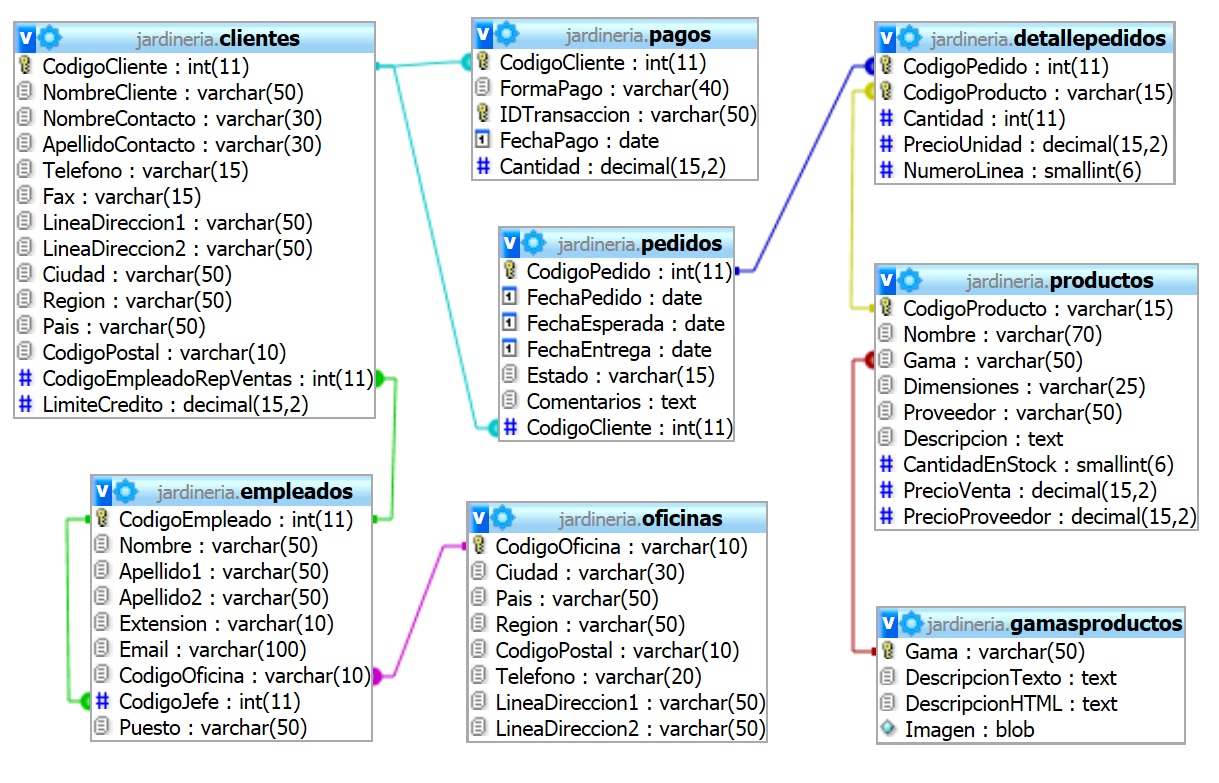 jardineria.clientes
CodigoCliente : int(11)
NombreCliente : varchar(50)
NombreContacto : varchar(30)
ApellidoContacto : varchar(30)
Telefono : varchar(15)
Fax : varchar(15)
LineaDireccion1 : varchar(50)
LineaDireccion2 : varchar(50)
Ciudad : varchar(50)
Region : varchar(50)
Pais : varchar(50)
CodigoPostal : varchar(10)
# CodigoEmpleadoRepVentas : int(11)
# LimiteCredito : decimal(15,2)
jardineria.pagos
CodigoCliente : int(11)
FormaPago : varchar(40)
IDTransaccion : varchar(50)
FechaPago : date
# Cantidad : decimal(15,2)
jardineria.detallepedidos
CodigoPedido : int(11)
CodigoProducto : varchar(15)
# Cantidad : int(11)
# PrecioUnidad : decimal(15,2)
# NumeroLinea : smallint(6)
jardineria.pedidos
CodigoPedido : int(11)
FechaPedido : date
FechaEsperada : date
FechaEntrega : date
Estado : varchar(15)
Comentarios : text
# CodigoCliente : int(11)
jardineria.productos
CodigoProducto : varchar(15)
Nombre : varchar(70)
Gama : varchar(50)
Dimensiones : varchar(25)
Proveedor : varchar(50)
Descripcion : text
# CantidadEnStock : smallint(6)
# PrecioVenta : decimal(15,2)
# PrecioProveedor : decimal(15,2)
jardineria.empleados
CodigoEmpleado : int(11)
Nombre : varchar(50)
Apellido1 : varchar(50)
Apellido2 : varchar(50)
Extension : varchar(10)
Email : varchar(100)
CodigoOficina : varchar(10)
# CodigoJefe : int(11)
Puesto : varchar(50)
jardineria.oficinas
CodigoOficina : varchar(10)
Ciudad : varchar(30)
Pais : varchar(50)
Region : varchar(50)
CodigoPostal : varchar(10)
Telefono : varchar(20)
LineaDireccion1 : varchar(50)
LineaDireccion2 : varchar(50)
jardineria.gamasproductos
Gama : varchar(50)
DescripcionTexto : text
DescripcionHTML : text
Imagen : blob